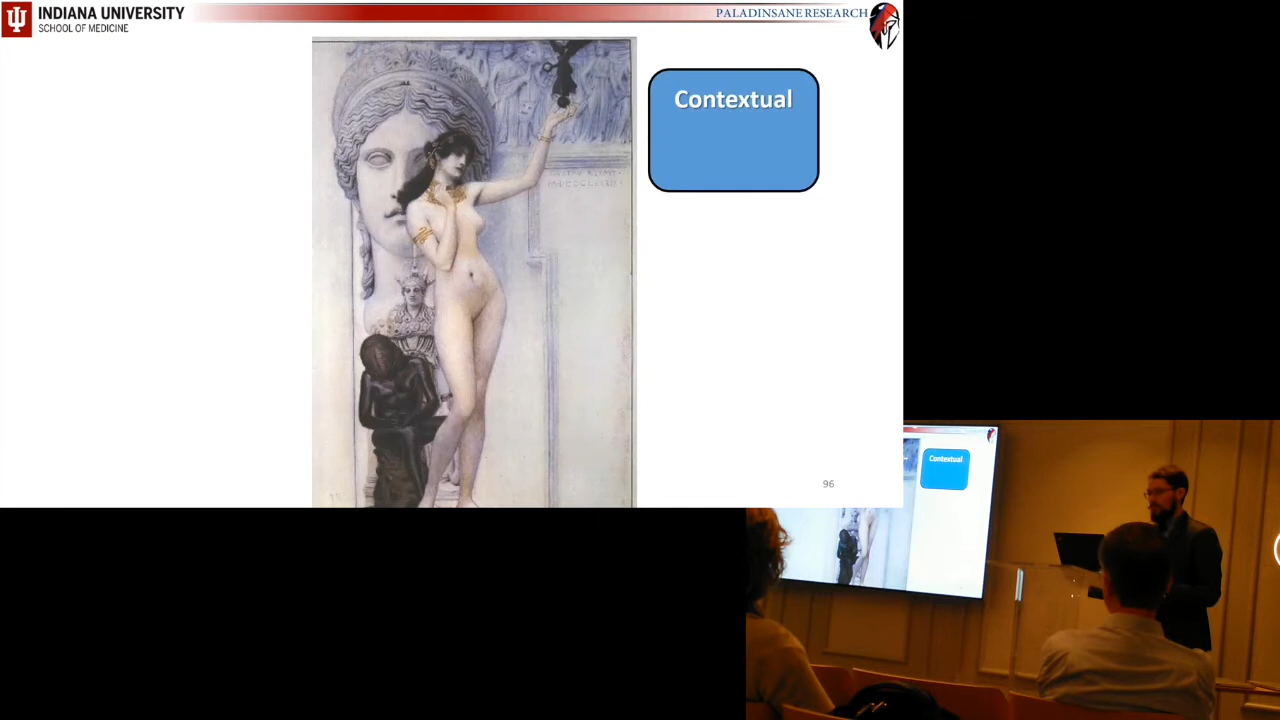 INDIANA UNIVERSITY
SCHOOL OF MEDICINE
PALADINSANE RESEARCH
Contextual
96
Contextual